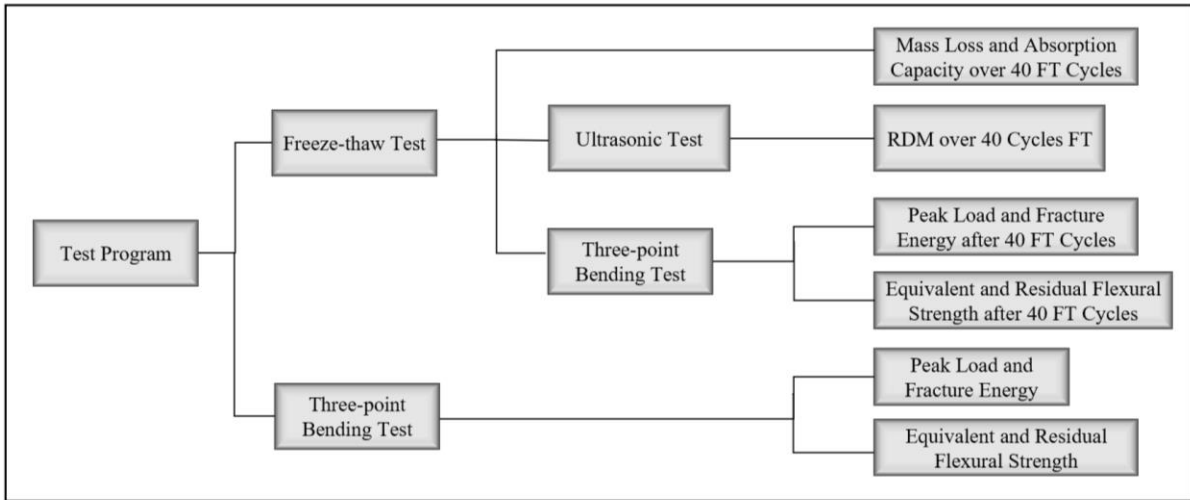 Test Program
Freeze-thaw Test
Mass Loss and Absorption
Capacity over 40 FT Cycles
Ultrasonic Test
RDM over 40 Cycles FT
Three-point
Bending Test
Peak Load and Fracture
Energy after 40 FT Cycles
Equivalent and Residual Flexural
Strength after 40 FT Cycles
Three-point
Bending Test
Peak Load and
Fracture Energy
Equivalent and Residual
Flexural Strength